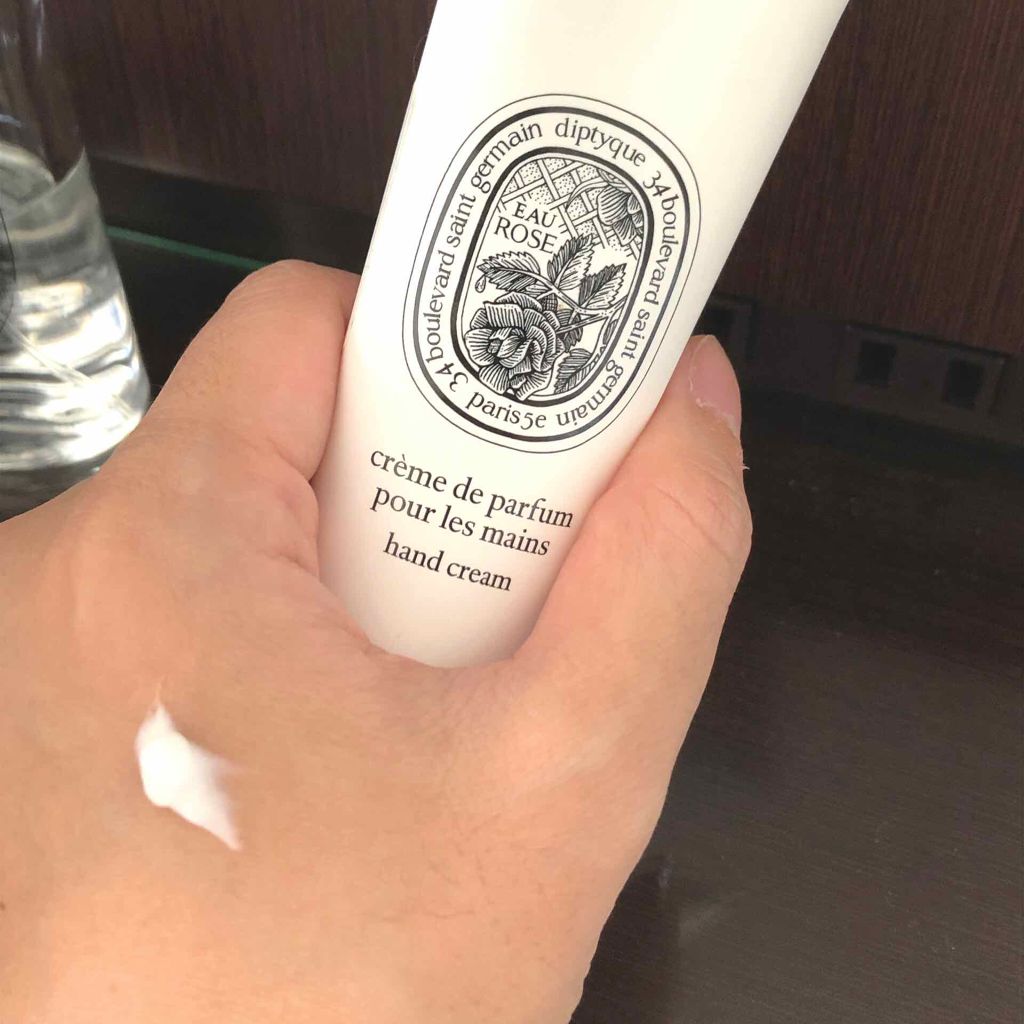 34 boulevard saint germain diptyque 34 boulevard saint germain paris 5e
EAU
ROSE
crème de parfum
pour les mains
hand cream